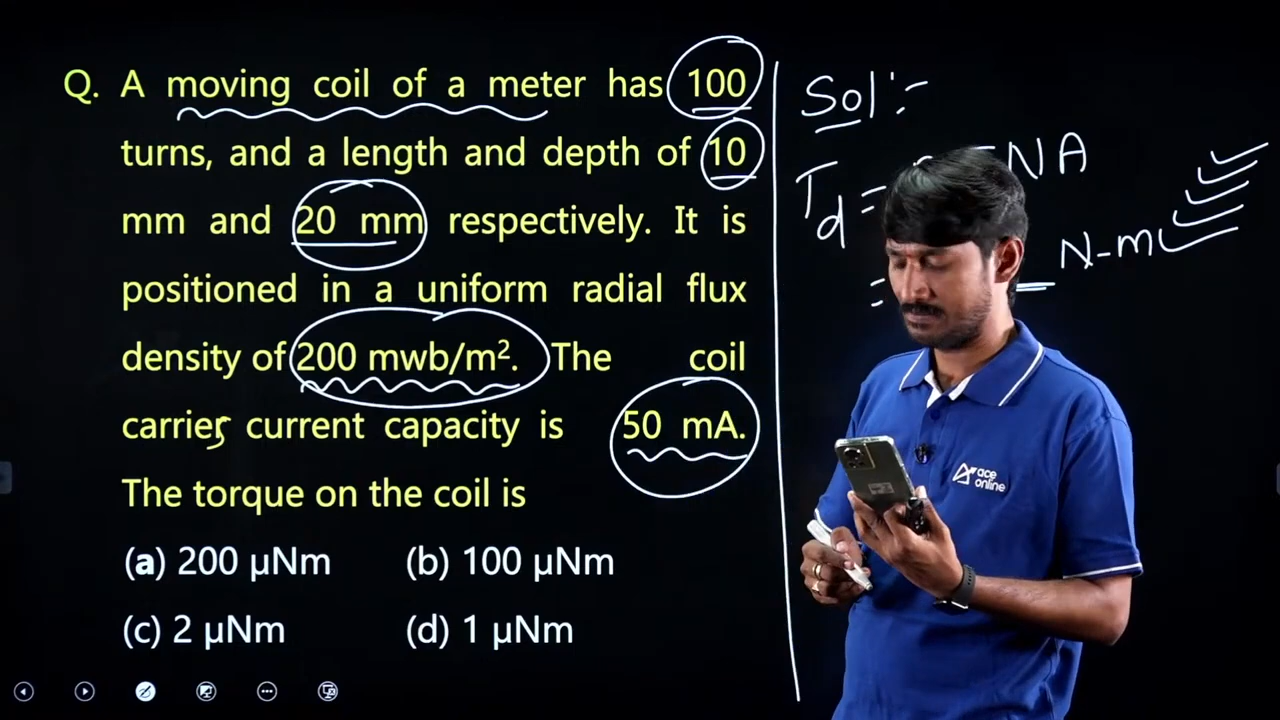 Q. A moving coil of a meter has 100
turns, and a length and depth of 10
mm and 20 mm respectively. It is
positioned in a uniform radial flux
density of 200 mwb/m². The coil
carries current capacity is 50 mA.
The torque on the coil is
(a) 200 μNm (b) 100 μNm
(c) 2 μNm (d) 1 μNm
Sol:-
Td = NA
= N-m
ace
online